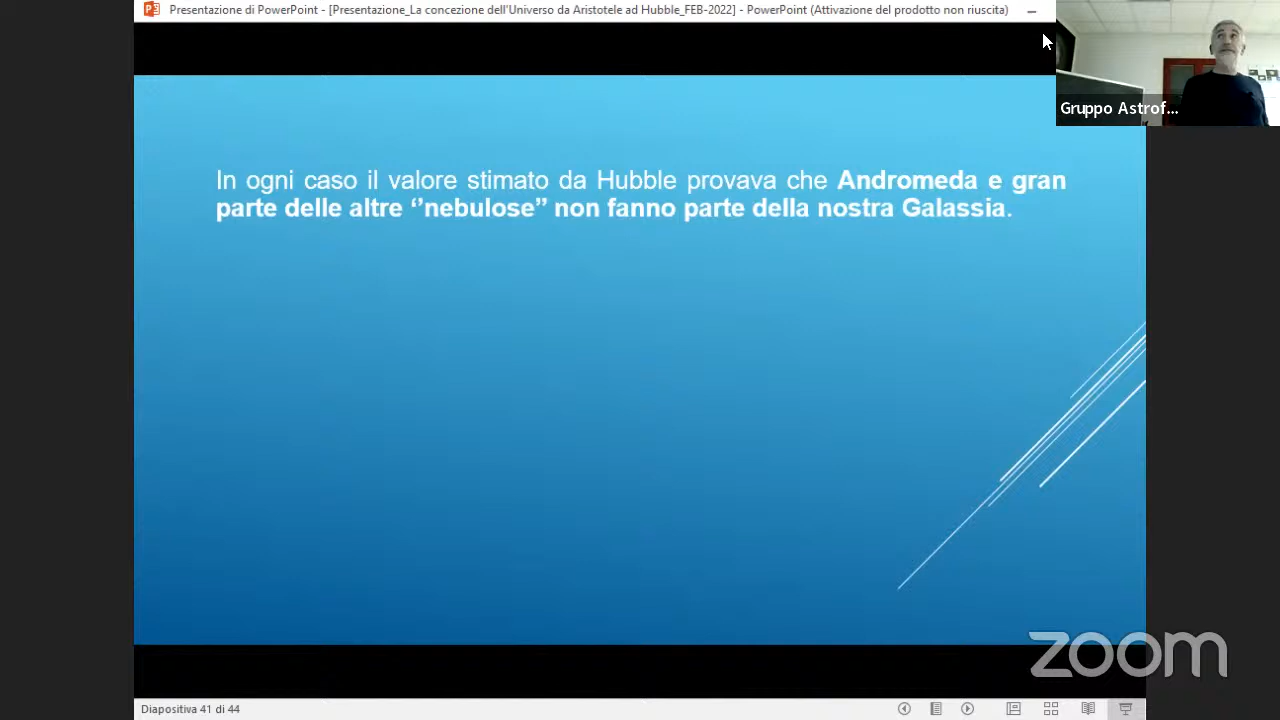 Presentazione di PowerPoint - [Presentazione_La concezione dell'Universo da Aristotele ad Hubble_FEB-2022] - PowerPoint (Attivazione del prodotto non riuscita)
Gruppo Astrof...
In ogni caso il valore stimato da Hubble provava che Andromeda e gran
parte delle altre ‘’nebulose’’ non fanno parte della nostra Galassia.
zoom
Diapositiva 41 di 44